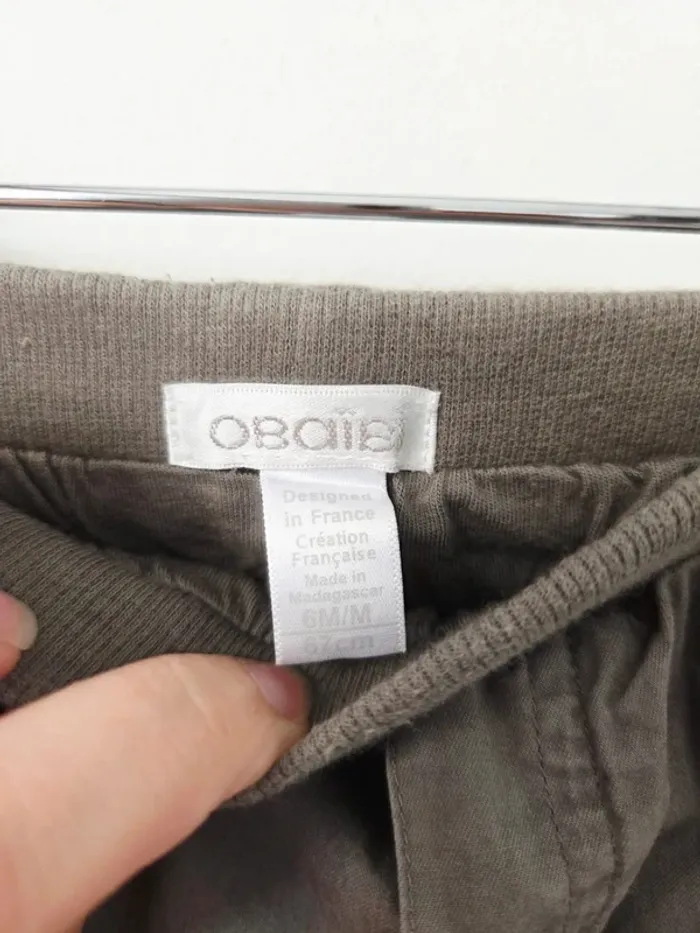 OBAÏBI
Designed
in France
Création
Française
Made in
Madagascar
6M/M
67cm